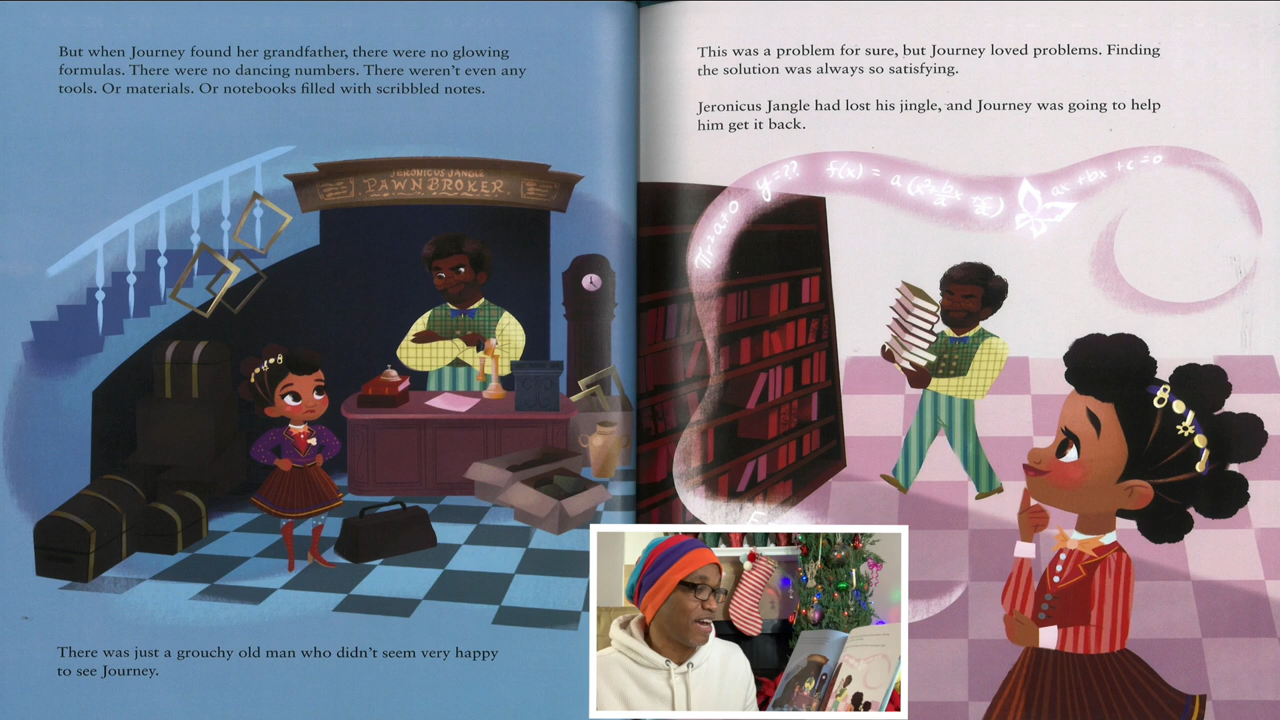 But when Journey found her grandfather, there were no glowing
formulas. There were no dancing numbers. There weren't even any
tools. Or materials. Or notebooks filled with scribbled notes.
JERONICUS JANGLE
PAWNBROKER
There was just a grouchy old man who didn't seem very happy
to see Journey.
This was a problem for sure, but Journey loved problems. Finding
the solution was always so satisfying.
Jeronicus Jangle had lost his jingle, and Journey was going to help
him get it back.
y=??
f(x) = a
ax + bx + c = 0